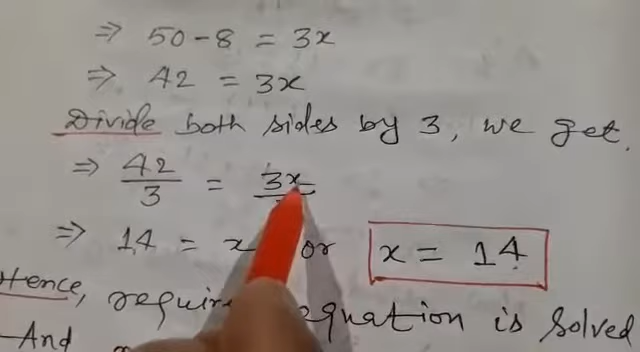 ⇒ 50 - 8 = 3x
⇒ 42 = 3x
Divide both sides by 3, we get.
⇒ 42/3 = 3x
⇒ 14 = x or x = 14
Hence, equation is solved
And